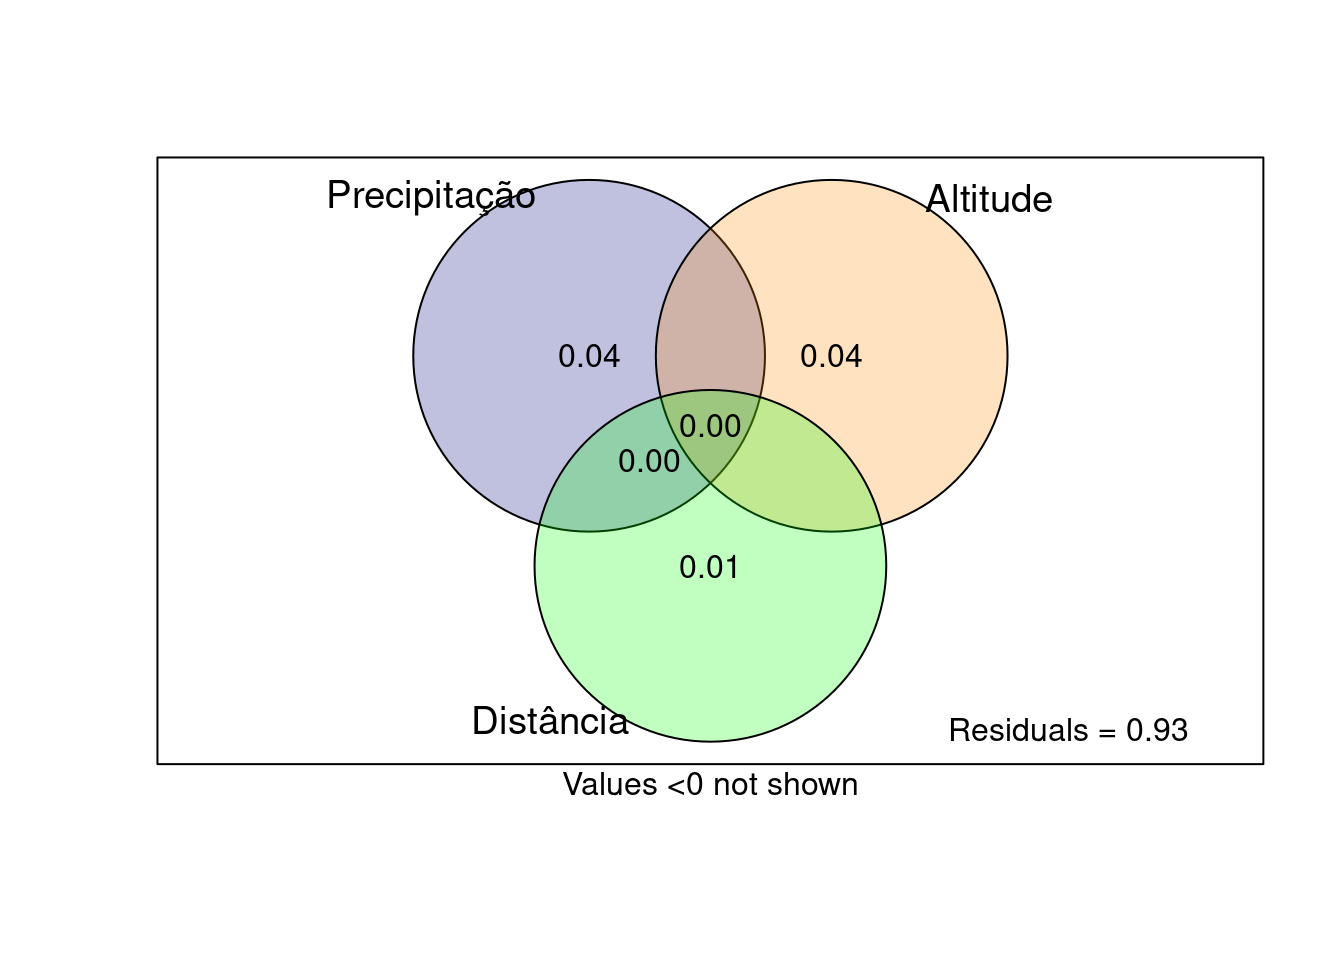 Precipitação
Altitude
0.04
0.04
0.00
0.00
0.01
Distância
Residuals = 0.93
Values <0 not shown